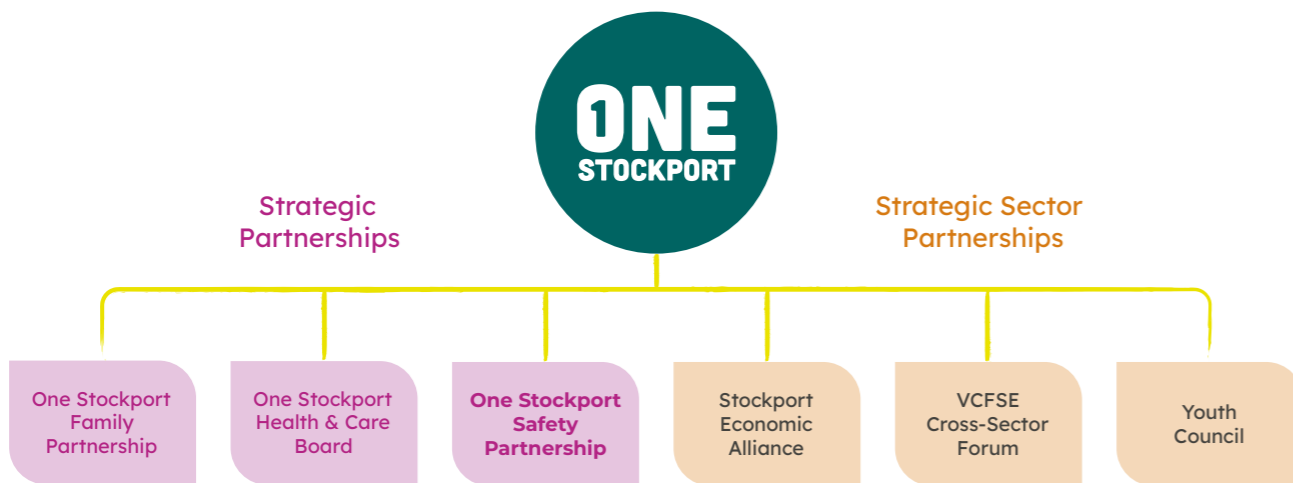 ONE
STOCKPORT
Strategic
Partnerships
Strategic Sector
Partnerships
One Stockport
Family
Partnership
One Stockport
Health & Care
Board
One Stockport
Safety
Partnership
Stockport
Economic
Alliance
VCFSE
Cross-Sector
Forum
Youth
Council